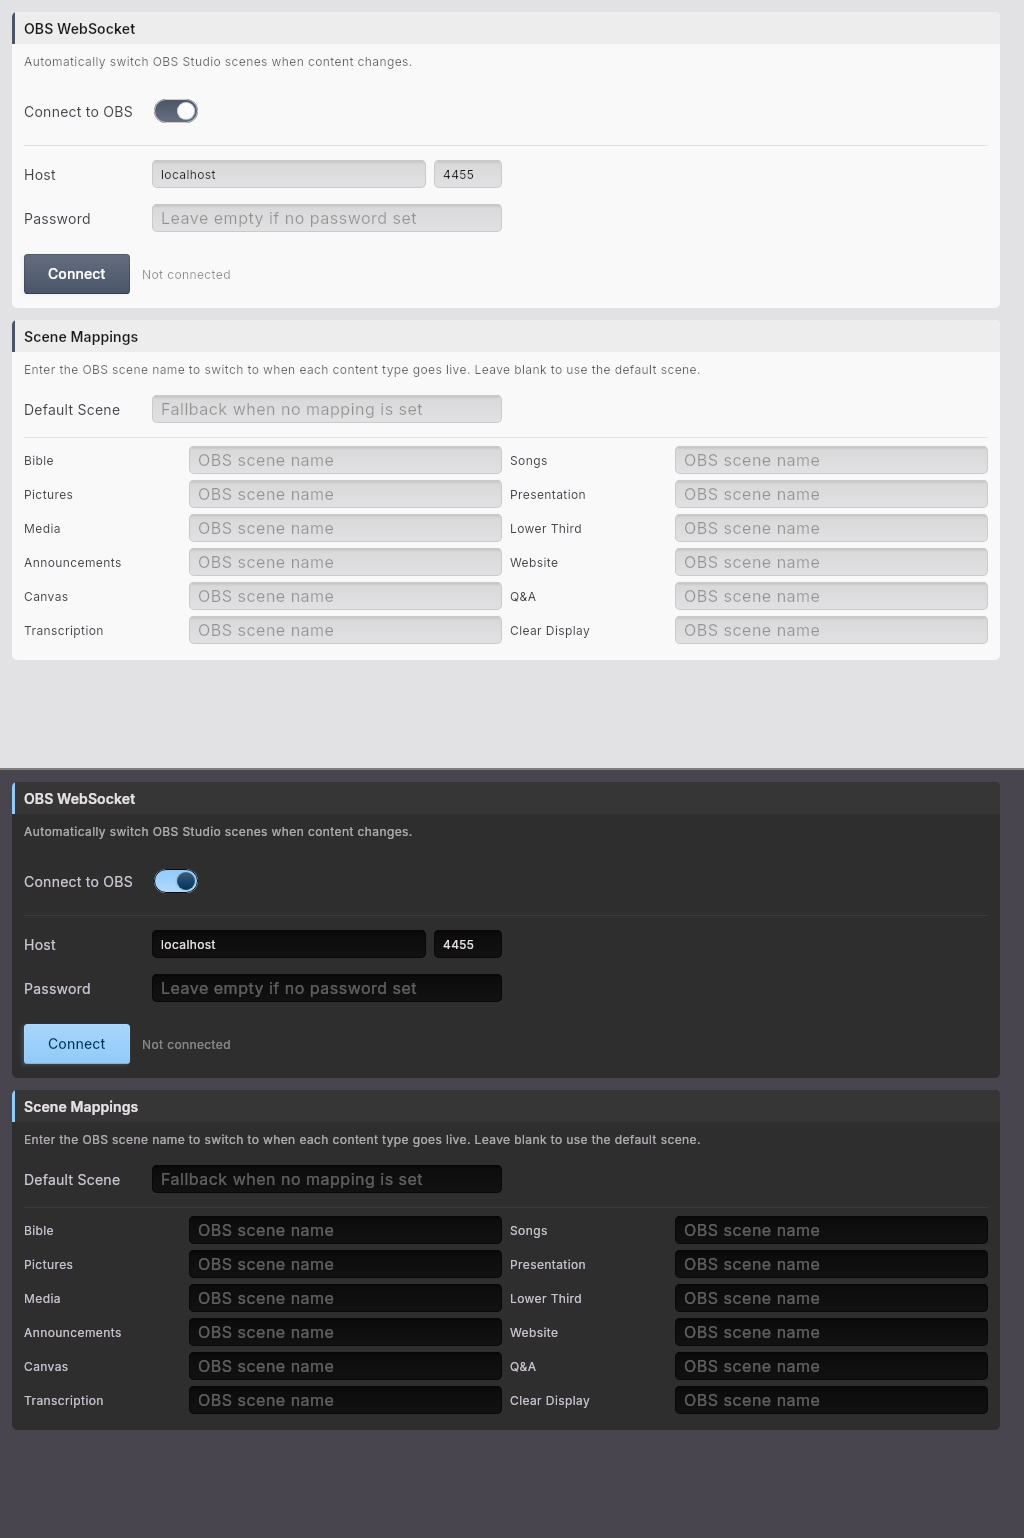 OBS WebSocket
Automatically switch OBS Studio scenes when content changes.
Connect to OBS
Host localhost 4455
Password Leave empty if no password set
Connect Not connected
Scene Mappings
Enter the OBS scene name to switch to when each content type goes live. Leave blank to use the default scene.
Default Scene Fallback when no mapping is set
Bible OBS scene name Songs OBS scene name
Pictures OBS scene name Presentation OBS scene name
Media OBS scene name Lower Third OBS scene name
Announcements OBS scene name Website OBS scene name
Canvas OBS scene name Q&A OBS scene name
Transcription OBS scene name Clear Display OBS scene name
OBS WebSocket
Automatically switch OBS Studio scenes when content changes.
Connect to OBS
Host localhost 4455
Password Leave empty if no password set
Connect Not connected
Scene Mappings
Enter the OBS scene name to switch to when each content type goes live. Leave blank to use the default scene.
Default Scene Fallback when no mapping is set
Bible OBS scene name Songs OBS scene name
Pictures OBS scene name Presentation OBS scene name
Media OBS scene name Lower Third OBS scene name
Announcements OBS scene name Website OBS scene name
Canvas OBS scene name Q&A OBS scene name
Transcription OBS scene name Clear Display OBS scene name